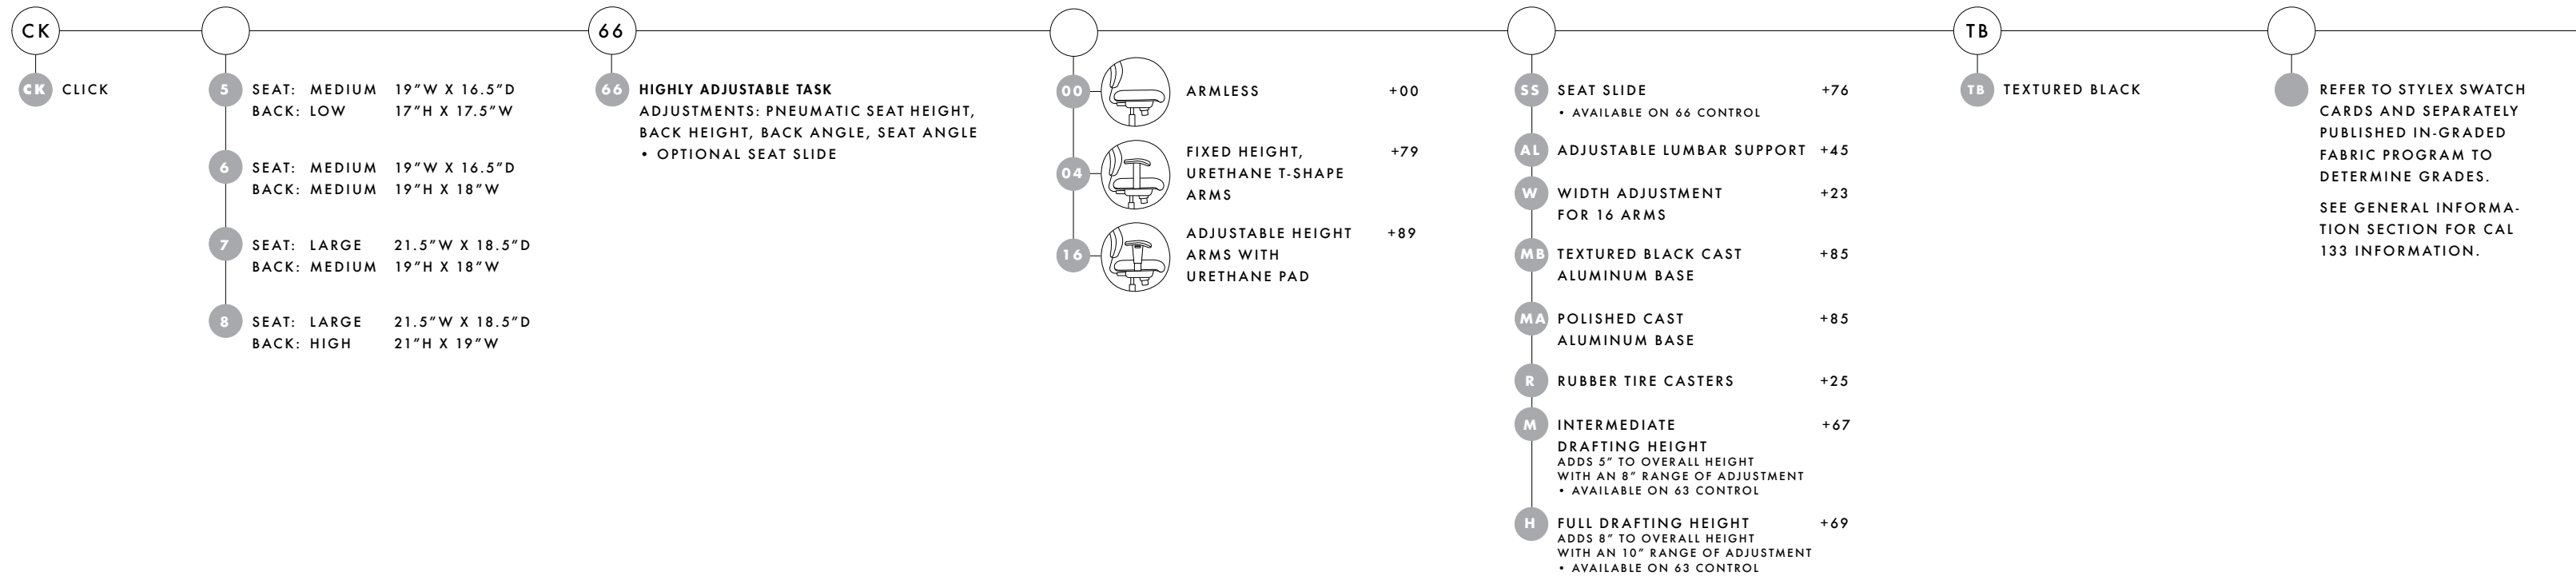 CK
66
TB
CK CLICK
5 SEAT: MEDIUM 19”W X 16.5”D
BACK: LOW 17”H X 17.5”W
6 SEAT: MEDIUM 19”W X 16.5”D
BACK: MEDIUM 19”H X 18”W
7 SEAT: LARGE 21.5”W X 18.5”D
BACK: MEDIUM 19”H X 18”W
8 SEAT: LARGE 21.5”W X 18.5”D
BACK: HIGH 21”H X 19”W
66 HIGHLY ADJUSTABLE TASK
ADJUSTMENTS: PNEUMATIC SEAT HEIGHT,
BACK HEIGHT, BACK ANGLE, SEAT ANGLE
• OPTIONAL SEAT SLIDE
00 ARMLESS +00
FIXED HEIGHT, +79
04 URETHANE T-SHAPE
ARMS
ADJUSTABLE HEIGHT +89
16 ARMS WITH
URETHANE PAD
SS SEAT SLIDE +76
• AVAILABLE ON 66 CONTROL
AL ADJUSTABLE LUMBAR SUPPORT +45
W WIDTH ADJUSTMENT +23
FOR 16 ARMS
MB TEXTURED BLACK CAST +85
ALUMINUM BASE
MA POLISHED CAST +85
ALUMINUM BASE
R RUBBER TIRE CASTERS +25
M INTERMEDIATE +67
DRAFTING HEIGHT
ADDS 5” TO OVERALL HEIGHT
WITH AN 8” RANGE OF ADJUSTMENT
• AVAILABLE ON 63 CONTROL
H FULL DRAFTING HEIGHT +69
ADDS 8” TO OVERALL HEIGHT
WITH AN 10” RANGE OF ADJUSTMENT
• AVAILABLE ON 63 CONTROL
TB TEXTURED BLACK
REFER TO STYLEX SWATCH
CARDS AND SEPARATELY
PUBLISHED IN-GRADED
FABRIC PROGRAM TO
DETERMINE GRADES.
SEE GENERAL INFORMA-
TION SECTION FOR CAL
133 INFORMATION.